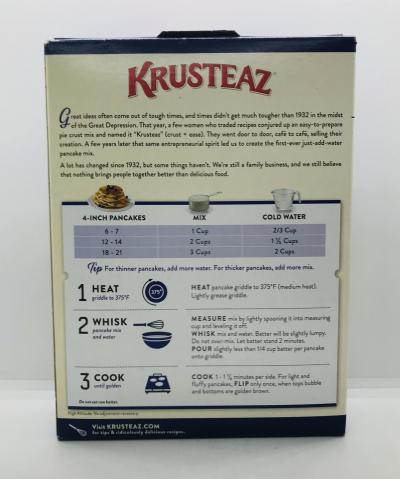 KRUSTEAZ
Great ideas often come out of tough times, and times didn't get much tougher than 1932 in the midst
of the Great Depression. That year, a few women who traded recipes conjured up an easy-to-prepare
pie crust mix and named it "Krusteaz" (crust + ease). They went door to door, café to café, selling their
creation. A few years later that same entrepreneurial spirit led us to create the first-ever just-add-water
pancake mix.
A lot has changed since 1932, but some things haven't. We're still a family business, and we still believe
that nothing brings people together better than delicious food.
4-INCH PANCAKES MIX COLD WATER
6 - 7 1 Cup 2/3 Cup
12 - 14 2 Cups 1 ⅓ Cups
18 - 21 3 Cups 2 Cups
Tip For thinner pancakes, add more water. For thicker pancakes, add more mix.
1 HEAT
griddle to 375°F
375°
HEAT pancake griddle to 375°F (medium heat).
Lightly grease griddle.
2 WHISK
pancake mix
and water
MEASURE mix by lightly spooning it into measuring
cup and leveling it off.
WHISK mix and water. Batter will be slightly lumpy.
Do not over-mix. Let batter stand 2 minutes.
POUR slightly less than 1/4 cup batter per pancake
onto griddle.
3 COOK
until golden
COOK 1 - 1 ½ minutes per side. For light and
fluffy pancakes, FLIP only once, when tops bubble
and bottoms are golden brown.
Do not eat raw batter.
High Altitude: No adjustment necessary.
Visit KRUSTEAZ.COM
for tips & ridiculously delicious recipes.